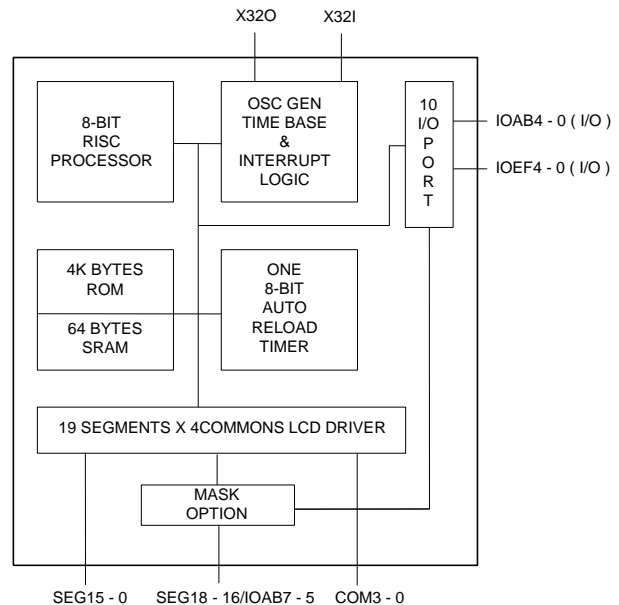 X32O
X32I
8-BIT
RISC
PROCESSOR
OSC GEN
TIME BASE
&
INTERRUPT
LOGIC
10
I/O
P
O
R
T
IOAB4 - 0 ( I/O )
IOEF4 - 0 ( I/O )
4K BYTES
ROM
64 BYTES
SRAM
ONE
8-BIT
AUTO
RELOAD
TIMER
19 SEGMENTS X 4COMMONS LCD DRIVER
MASK
OPTION
SEG15 - 0
SEG18 - 16/IOAB7 - 5
COM3 - 0